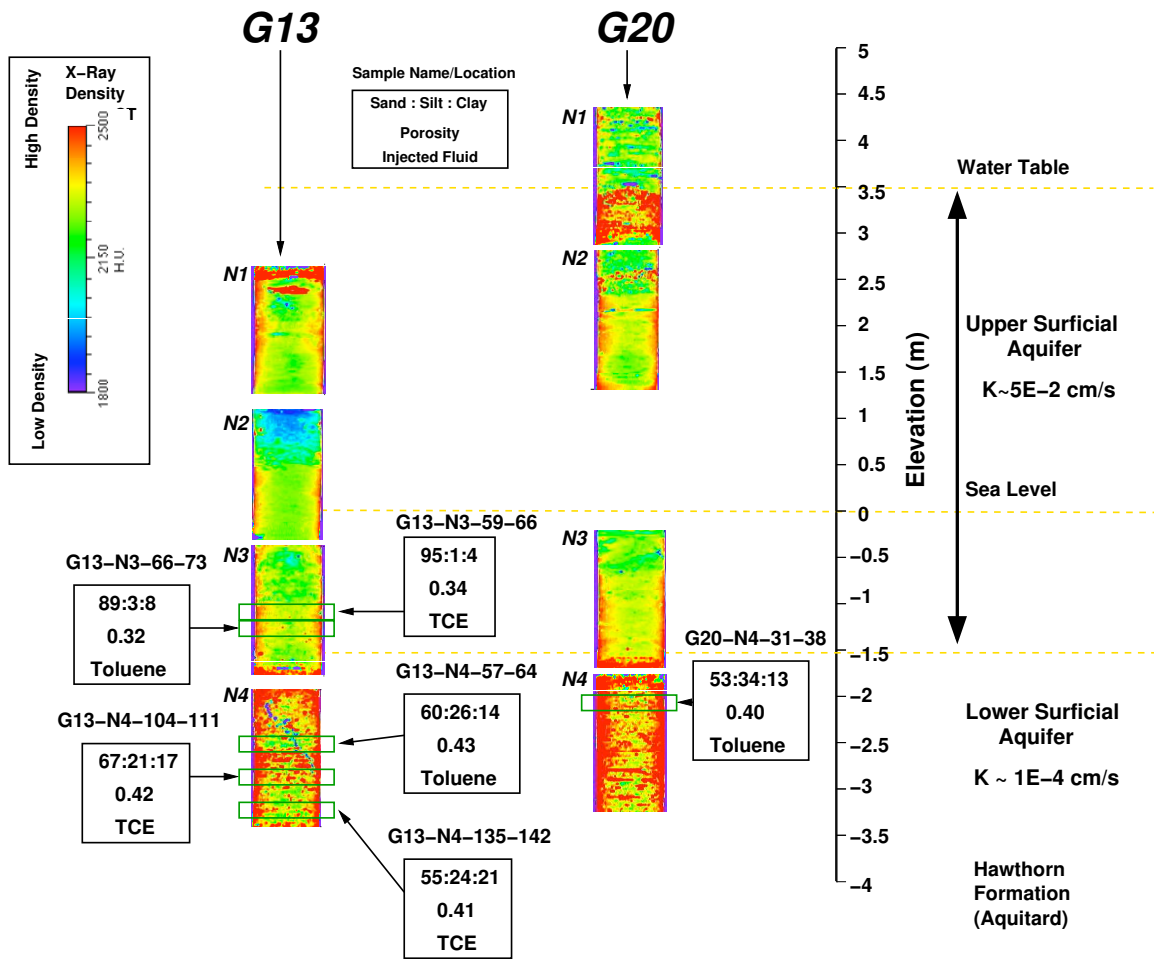 G13
G20
High Density
Low Density
X-Ray
Density
CT
2500
2150
H.U.
1800
Sample Name/Location
Sand : Silt : Clay
Porosity
Injected Fluid
N1
N2
N3
N4
N1
N2
N3
N4
G13-N3-66-73
89:3:8
0.32
Toluene
G13-N3-59-66
95:1:4
0.34
TCE
G13-N4-57-64
60:26:14
0.43
Toluene
G13-N4-104-111
67:21:17
0.42
TCE
G13-N4-135-142
55:24:21
0.41
TCE
G20-N4-31-38
53:34:13
0.40
Toluene
5
4.5
4
3.5
3
2.5
2
1.5
1
0.5
0
-0.5
-1
-1.5
-2
-2.5
-3
-3.5
-4
Elevation (m)
Water Table
Upper Surficial
Aquifer
K~5E-2 cm/s
Sea Level
Lower Surficial
Aquifer
K ~ 1E-4 cm/s
Hawthorn
Formation
(Aquitard)